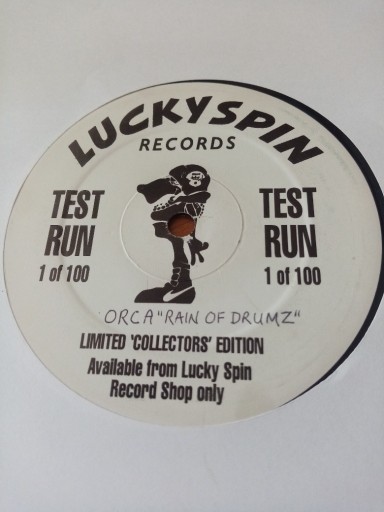 LUCKYSPIN
RECORDS
TEST
RUN
1 of 100
TEST
RUN
1 of 100
ORCA "RAIN OF DRUMZ"
LIMITED 'COLLECTORS' EDITION
Available from Lucky Spin
Record Shop only